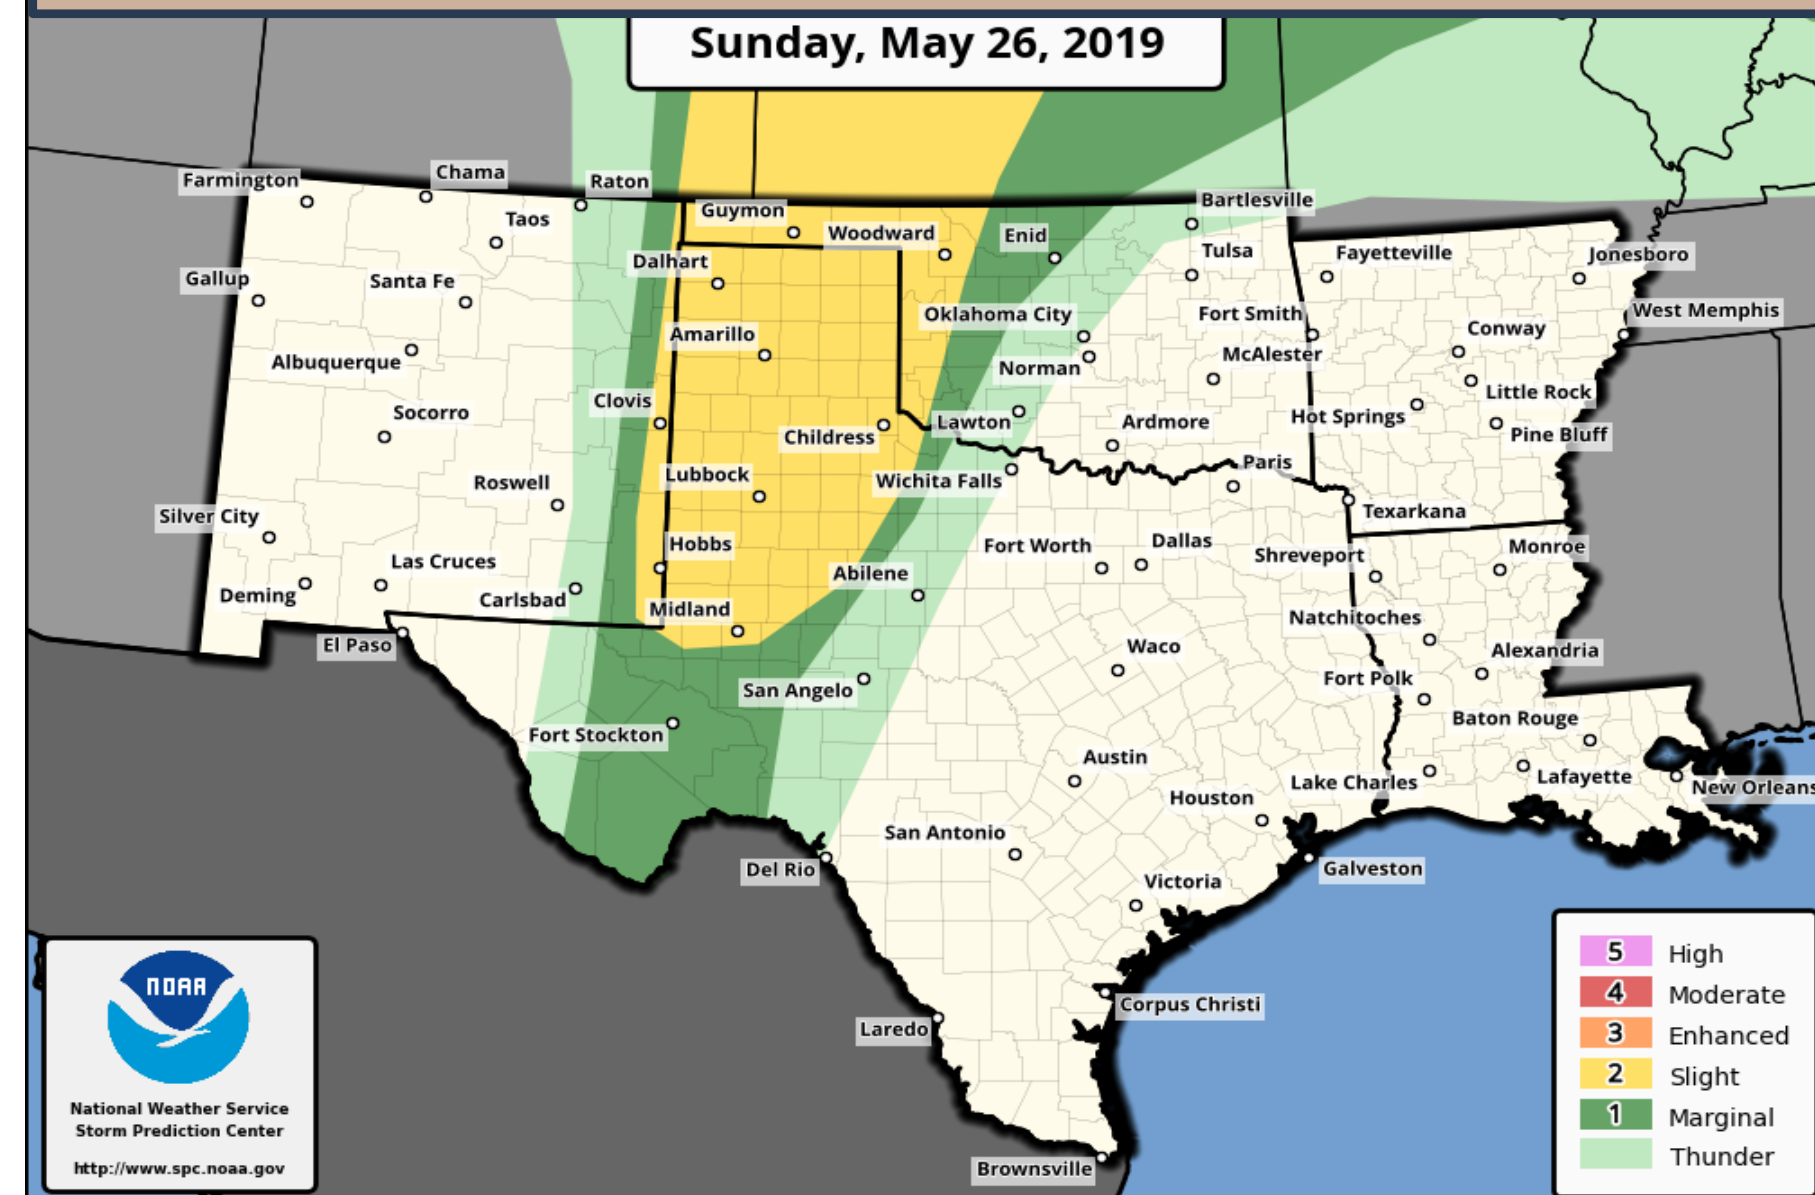 Sunday, May 26, 2019
Farmington
Chama
Raton
Taos
Guymon
Woodward
Enid
Bartlesville
Tulsa
Fayetteville
Jonesboro
Gallup
Santa Fe
Dalhart
Oklahoma City
Fort Smith
Conway
West Memphis
Albuquerque
Amarillo
Norman
McAlester
Little Rock
Socorro
Clovis
Childress
Lawton
Ardmore
Hot Springs
Pine Bluff
Roswell
Lubbock
Wichita Falls
Paris
Texarkana
Silver City
Las Cruces
Hobbs
Fort Worth
Dallas
Shreveport
Monroe
Deming
Carlsbad
Midland
Abilene
Natchitoches
El Paso
San Angelo
Waco
Fort Polk
Alexandria
Fort Stockton
Austin
Baton Rouge
Houston
Lake Charles
Lafayette
New Orleans
San Antonio
Del Rio
Victoria
Galveston
Laredo
Corpus Christi
Brownsville
NOAA
National Weather Service
Storm Prediction Center
http://www.spc.noaa.gov
5 High
4 Moderate
3 Enhanced
2 Slight
1 Marginal
Thunder